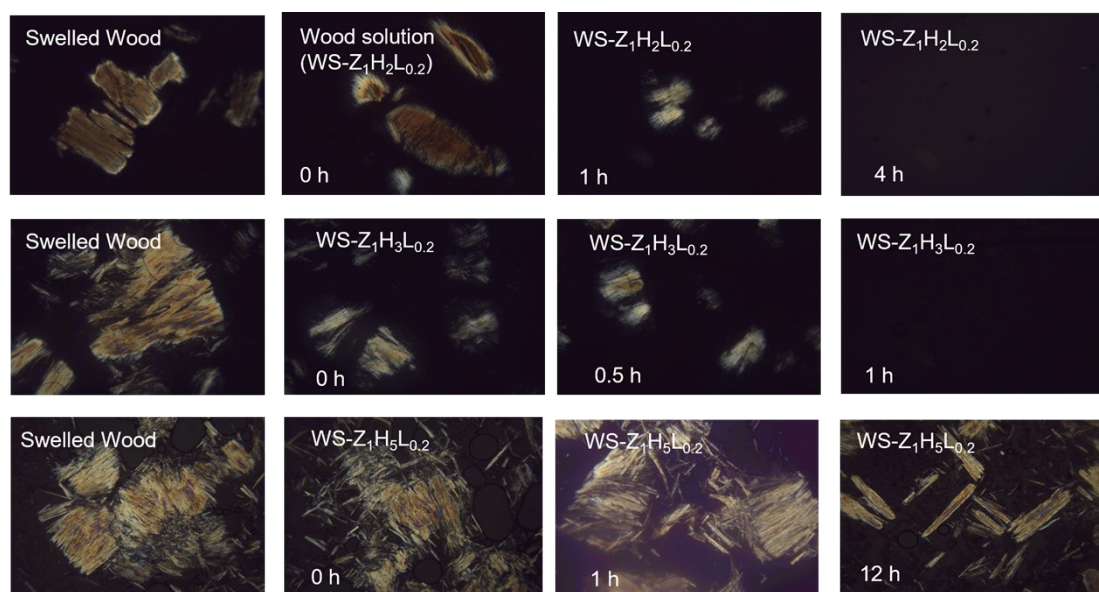 Swelled Wood
Wood solution
(WS-Z₁H₂L₀.₂)
0 h
WS-Z₁H₂L₀.₂
1 h
WS-Z₁H₂L₀.₂
4 h
Swelled Wood
WS-Z₁H₃L₀.₂
0 h
WS-Z₁H₃L₀.₂
0.5 h
WS-Z₁H₃L₀.₂
1 h
Swelled Wood
WS-Z₁H₅L₀.₂
0 h
WS-Z₁H₅L₀.₂
1 h
WS-Z₁H₅L₀.₂
12 h